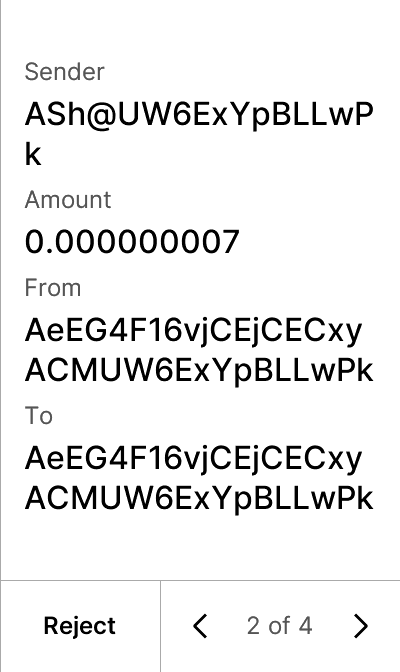 Sender
ASh@UW6ExYpBLLwP
k
Amount
0.000000007
From
AeEG4F16vjCEjCECxy
ACMUW6ExYpBLLwPk
To
AeEG4F16vjCEjCECxy
ACMUW6ExYpBLLwPk
Reject
2 of 4